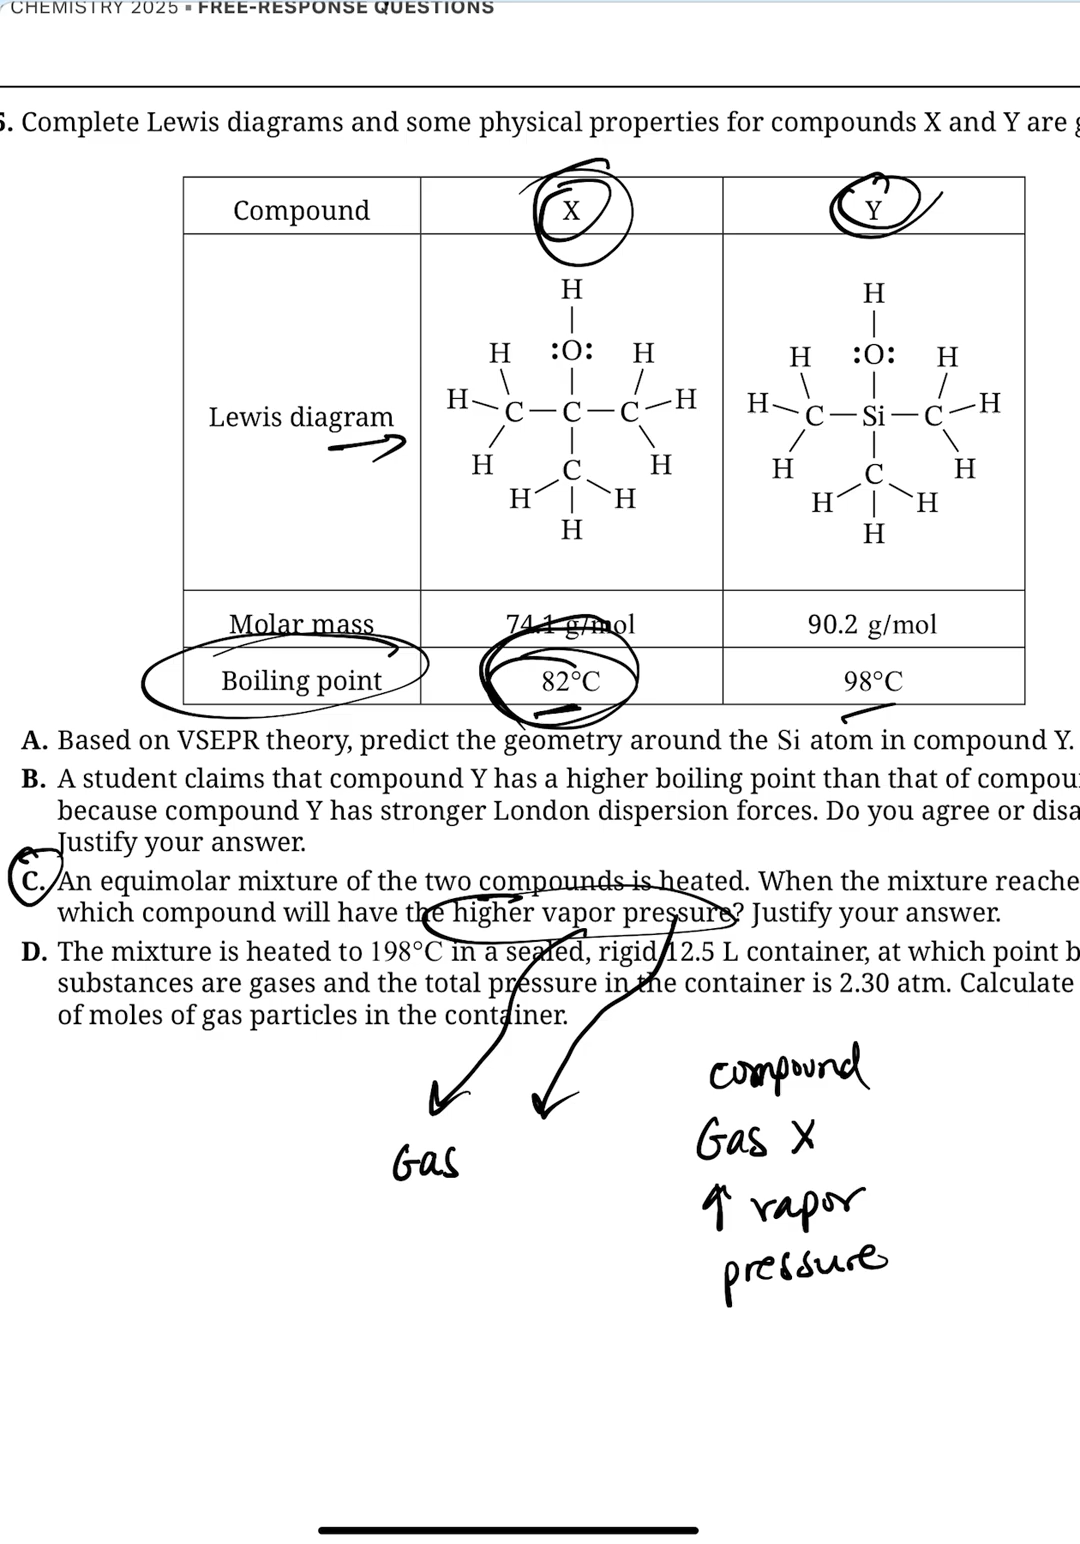 CHEMISTRY 2025 ▪ FREE-RESPONSE QUESTIONS
5. Complete Lewis diagrams and some physical properties for compounds X and Y are
Compound X Y
H H
H :O: H H :O: H
H C C C H H C Si C H
Lewis diagram
H C H H C H
H H H H
H H
Molar mass 74.1 g/mol 90.2 g/mol
Boiling point 82°C 98°C
A. Based on VSEPR theory, predict the geometry around the Si atom in compound Y.
B. A student claims that compound Y has a higher boiling point than that of compou
because compound Y has stronger London dispersion forces. Do you agree or disa
Justify your answer.
C. An equimolar mixture of the two compounds is heated. When the mixture reache
which compound will have the higher vapor pressure? Justify your answer.
D. The mixture is heated to 198°C in a sealed, rigid 12.5 L container, at which point b
substances are gases and the total pressure in the container is 2.30 atm. Calculate
of moles of gas particles in the container.
compound
Gas X
Gas
↑ vapor
pressure